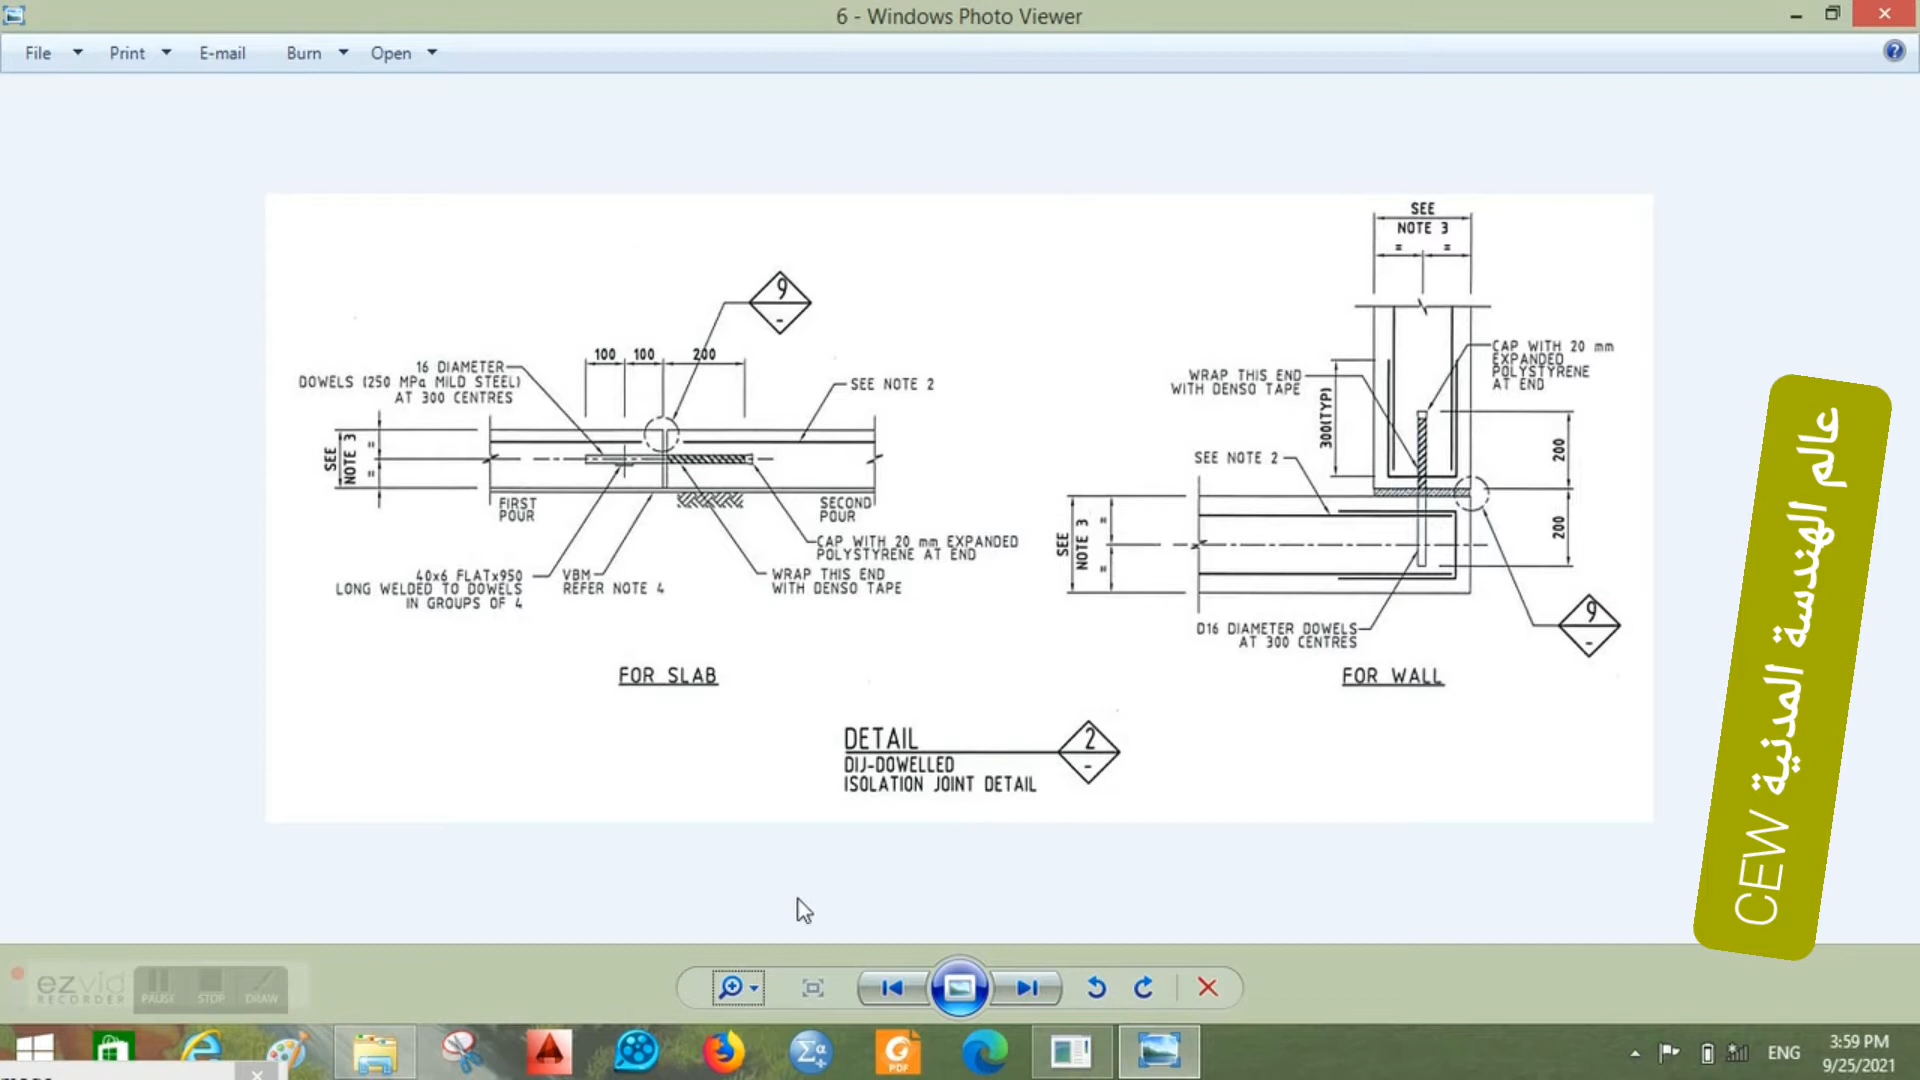 6 - Windows Photo Viewer
File
Print
E-mail
Burn
Open
9
-
100
100
200
16 DIAMETER
DOWELS (250 MPa MILD STEEL)
AT 300 CENTRES
SEE NOTE 2
SEE
NOTE 3
=
=
FIRST
POUR
SECOND
POUR
CAP WITH 20 mm EXPANDED
POLYSTYRENE AT END
40x6 FLATx950
LONG WELDED TO DOWELS
IN GROUPS OF 4
VBM
REFER NOTE 4
WRAP THIS END
WITH DENSO TAPE
FOR SLAB
SEE
NOTE 3
=
=
CAP WITH 20 mm
EXPANDED
POLYSTYRENE
AT END
WRAP THIS END
WITH DENSO TAPE
300(TYP)
200
SEE NOTE 2
SEE
NOTE 3
=
=
200
9
-
D16 DIAMETER DOWELS
AT 300 CENTRES
FOR WALL
DETAIL
2
-
DIJ-DOWELLED
ISOLATION JOINT DETAIL
عالم الهندسة المدنية CEW
ezvid
RECORDER
PAUSE
STOP
DRAW
Σα
PDF
ENG
3:59 PM
9/25/2021